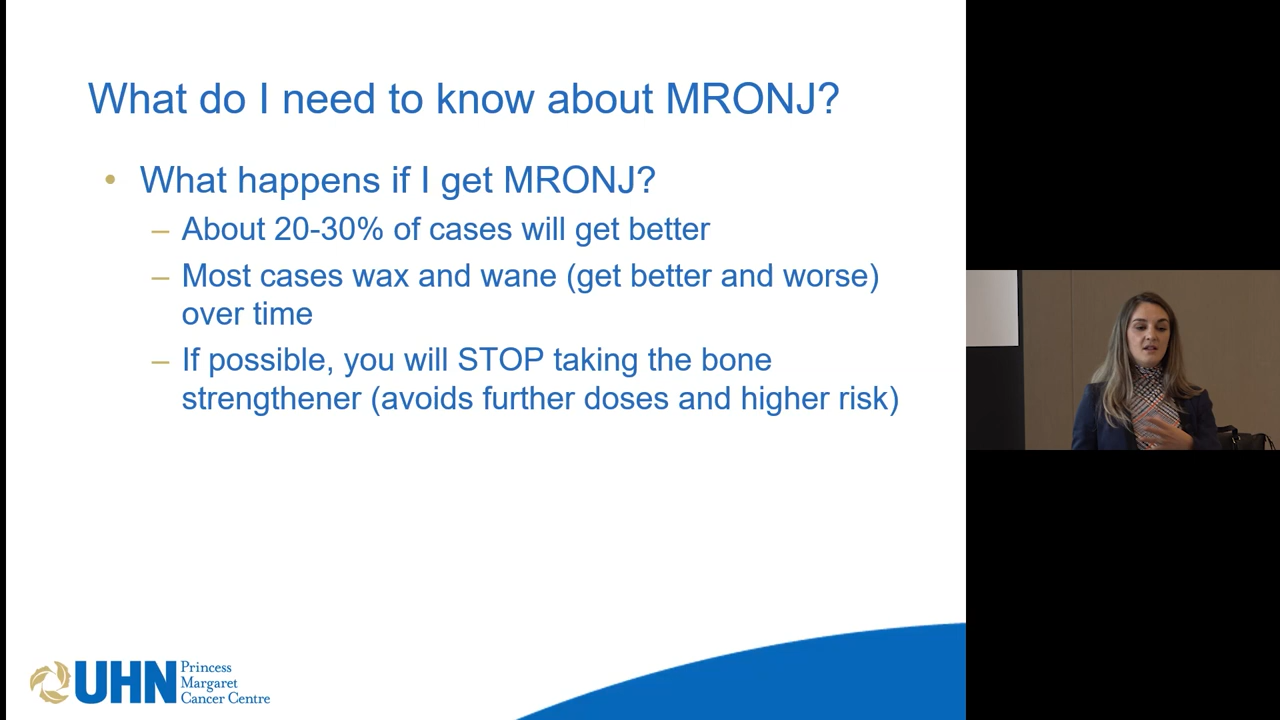 What do I need to know about MRONJ?
• What happens if I get MRONJ?
– About 20-30% of cases will get better
– Most cases wax and wane (get better and worse)
over time
– If possible, you will STOP taking the bone
strengthener (avoids further doses and higher risk)
UHN
Princess
Margaret
Cancer Centre